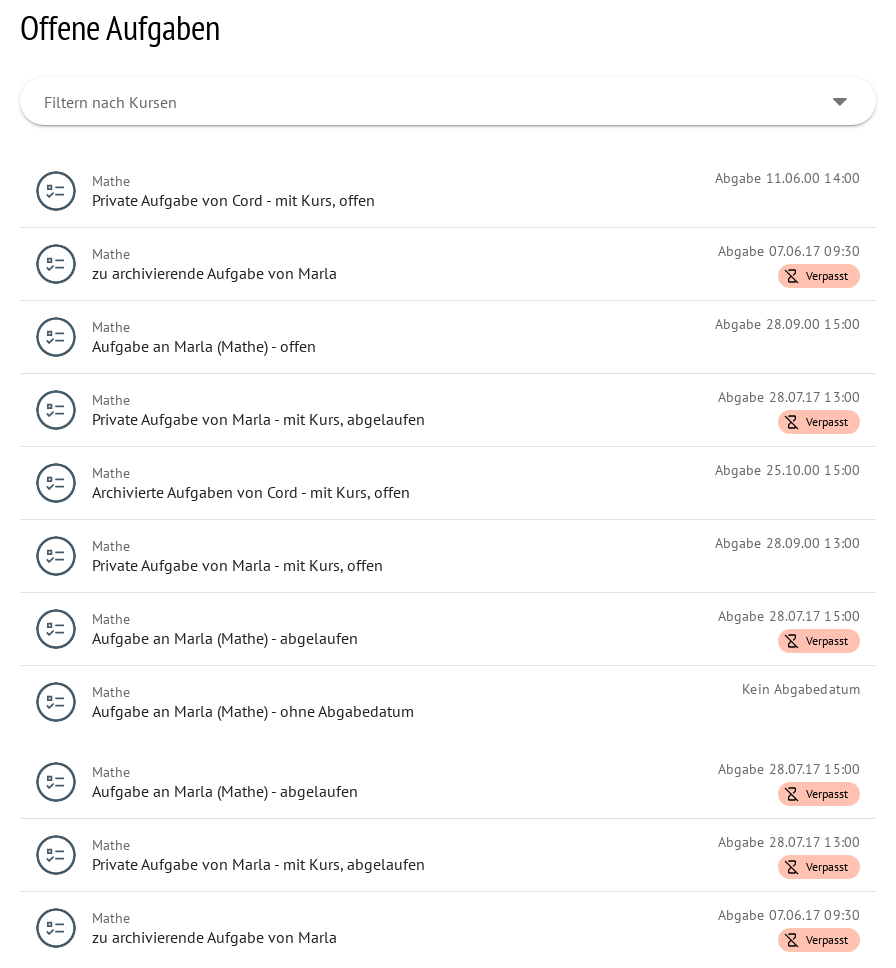 Offene Aufgaben
Filtern nach Kursen
Mathe
Abgabe 11.06.00 14:00
Private Aufgabe von Cord - mit Kurs, offen
Mathe
Abgabe 07.06.17 09:30
zu archivierende Aufgabe von Marla
Verpasst
Mathe
Abgabe 28.09.00 15:00
Aufgabe an Marla (Mathe) - offen
Mathe
Abgabe 28.07.17 13:00
Private Aufgabe von Marla - mit Kurs, abgelaufen
Verpasst
Mathe
Abgabe 25.10.00 15:00
Archivierte Aufgaben von Cord - mit Kurs, offen
Mathe
Abgabe 28.09.00 13:00
Private Aufgabe von Marla - mit Kurs, offen
Mathe
Abgabe 28.07.17 15:00
Aufgabe an Marla (Mathe) - abgelaufen
Verpasst
Mathe
Kein Abgabedatum
Aufgabe an Marla (Mathe) - ohne Abgabedatum
Mathe
Abgabe 28.07.17 15:00
Aufgabe an Marla (Mathe) - abgelaufen
Verpasst
Mathe
Abgabe 28.07.17 13:00
Private Aufgabe von Marla - mit Kurs, abgelaufen
Verpasst
Mathe
Abgabe 07.06.17 09:30
zu archivierende Aufgabe von Marla
Verpasst